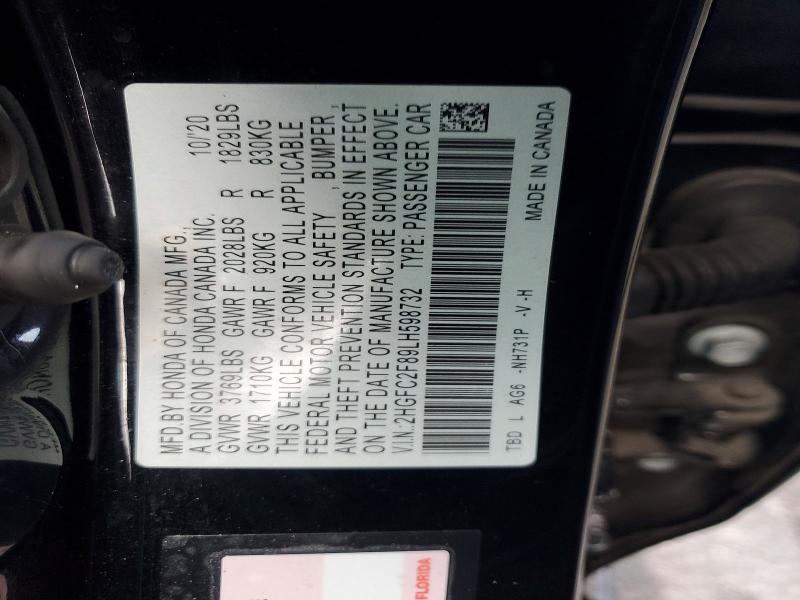 MFD.BY HONDA OF CANADA MFG., 10/'20
A DIVISION OF HONDA CANADA INC.
GVWR 3769LBS GAWR F 2028LBS R 1829LBS
GVWR 1710KG GAWR F 920KG R 830KG
THIS VEHICLE CONFORMS TO ALL APPLICABLE
FEDERAL MOTOR VEHICLE SAFETY , BUMPER ,
AND THEFT PREVENTION STANDARDS IN EFFECT
ON THE DATE OF MANUFACTURE SHOWN ABOVE.
V.I.N.:2HGFC2F89LH598732 TYPE: PASSENGER CAR
TBD L AG6 -NH731P -V -H
MADE IN CANADA
FLORIDA